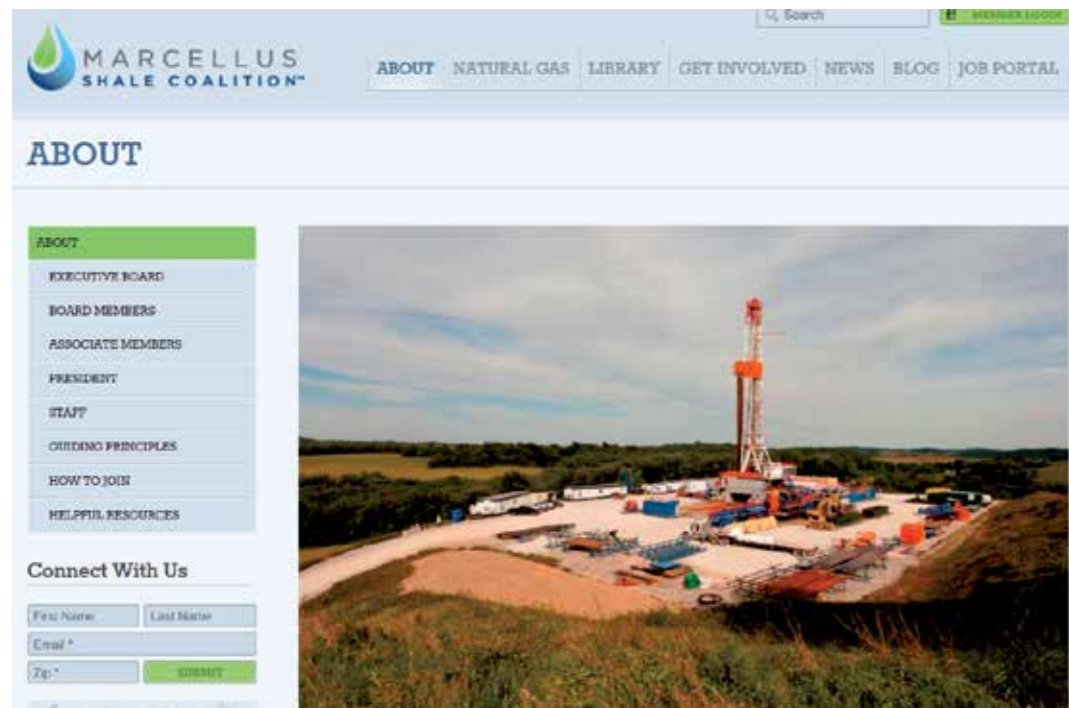 Search
MEMBER LOGIN
MARCELLUS
SHALE COALITION™
ABOUT NATURAL GAS LIBRARY GET INVOLVED NEWS BLOG JOB PORTAL
ABOUT
ABOUT
EXECUTIVE BOARD
BOARD MEMBERS
ASSOCIATE MEMBERS
PRESIDENT
STAFF
GUIDING PRINCIPLES
HOW TO JOIN
HELPFUL RESOURCES
Connect With Us
First Name Last Name
Email *
Zip * SUBMIT